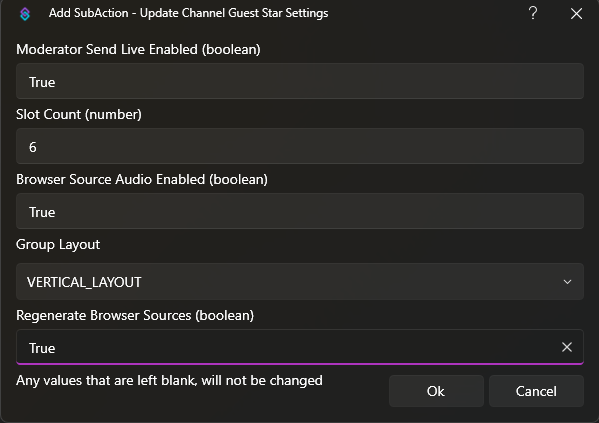 Add SubAction - Update Channel Guest Star Settings
Moderator Send Live Enabled (boolean)
True
Slot Count (number)
6
Browser Source Audio Enabled (boolean)
True
Group Layout
VERTICAL_LAYOUT
Regenerate Browser Sources (boolean)
True
Any values that are left blank, will not be changed
Ok
Cancel